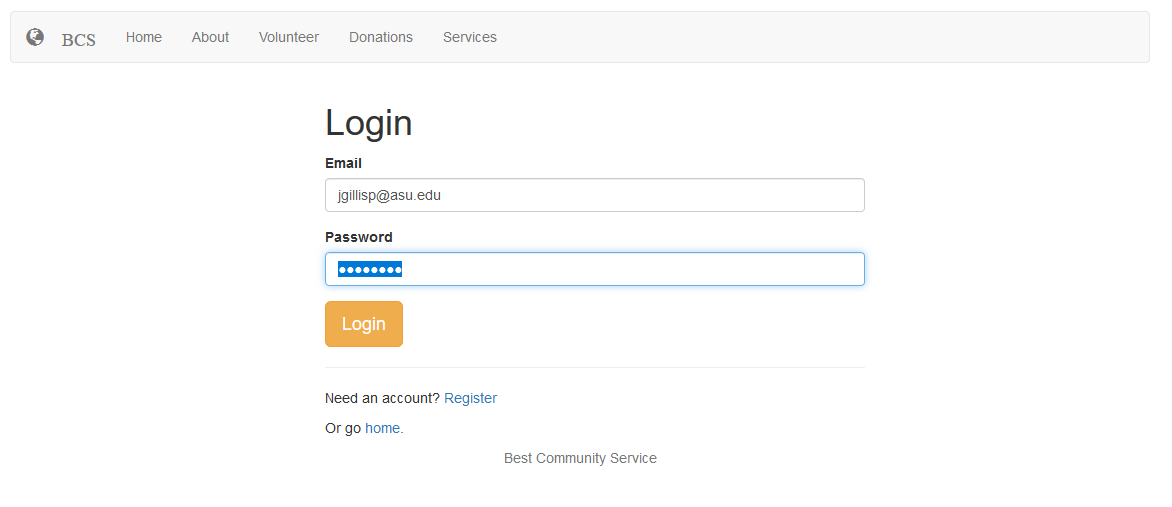 BCS Home About Volunteer Donations Services
Login
Email
jgillisp@asu.edu
Password
••••••••
Login
Need an account? Register
Or go home.
Best Community Service